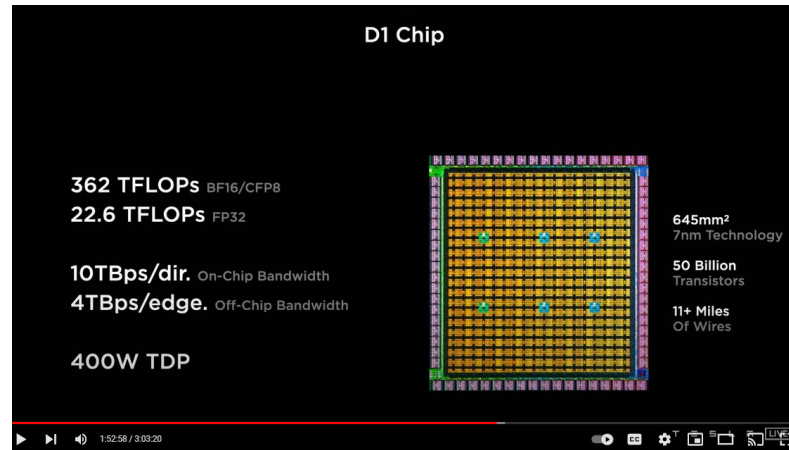 D1 Chip
362 TFLOPs BF16/CFP8
22.6 TFLOPs FP32
10TBps/dir. On-Chip Bandwidth
4TBps/edge. Off-Chip Bandwidth
400W TDP
645mm²
7nm Technology
50 Billion
Transistors
11+ Miles
Of Wires
1:52:58 / 3:03:20
CC
T S L
LIVE